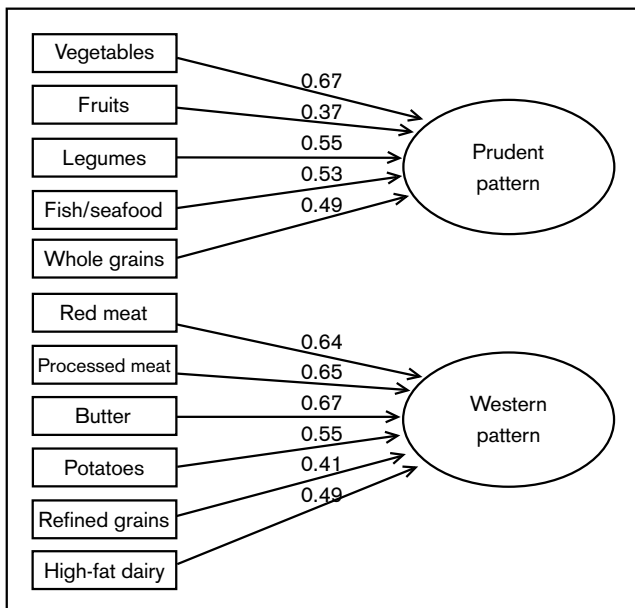 Vegetables
0.67
Fruits
0.37
Legumes
0.55
Fish/seafood
0.53
Whole grains
0.49
Prudent
pattern
Red meat
0.64
Processed meat
0.65
Butter
0.67
Potatoes
0.55
Refined grains
0.41
High-fat dairy
0.49
Western
pattern